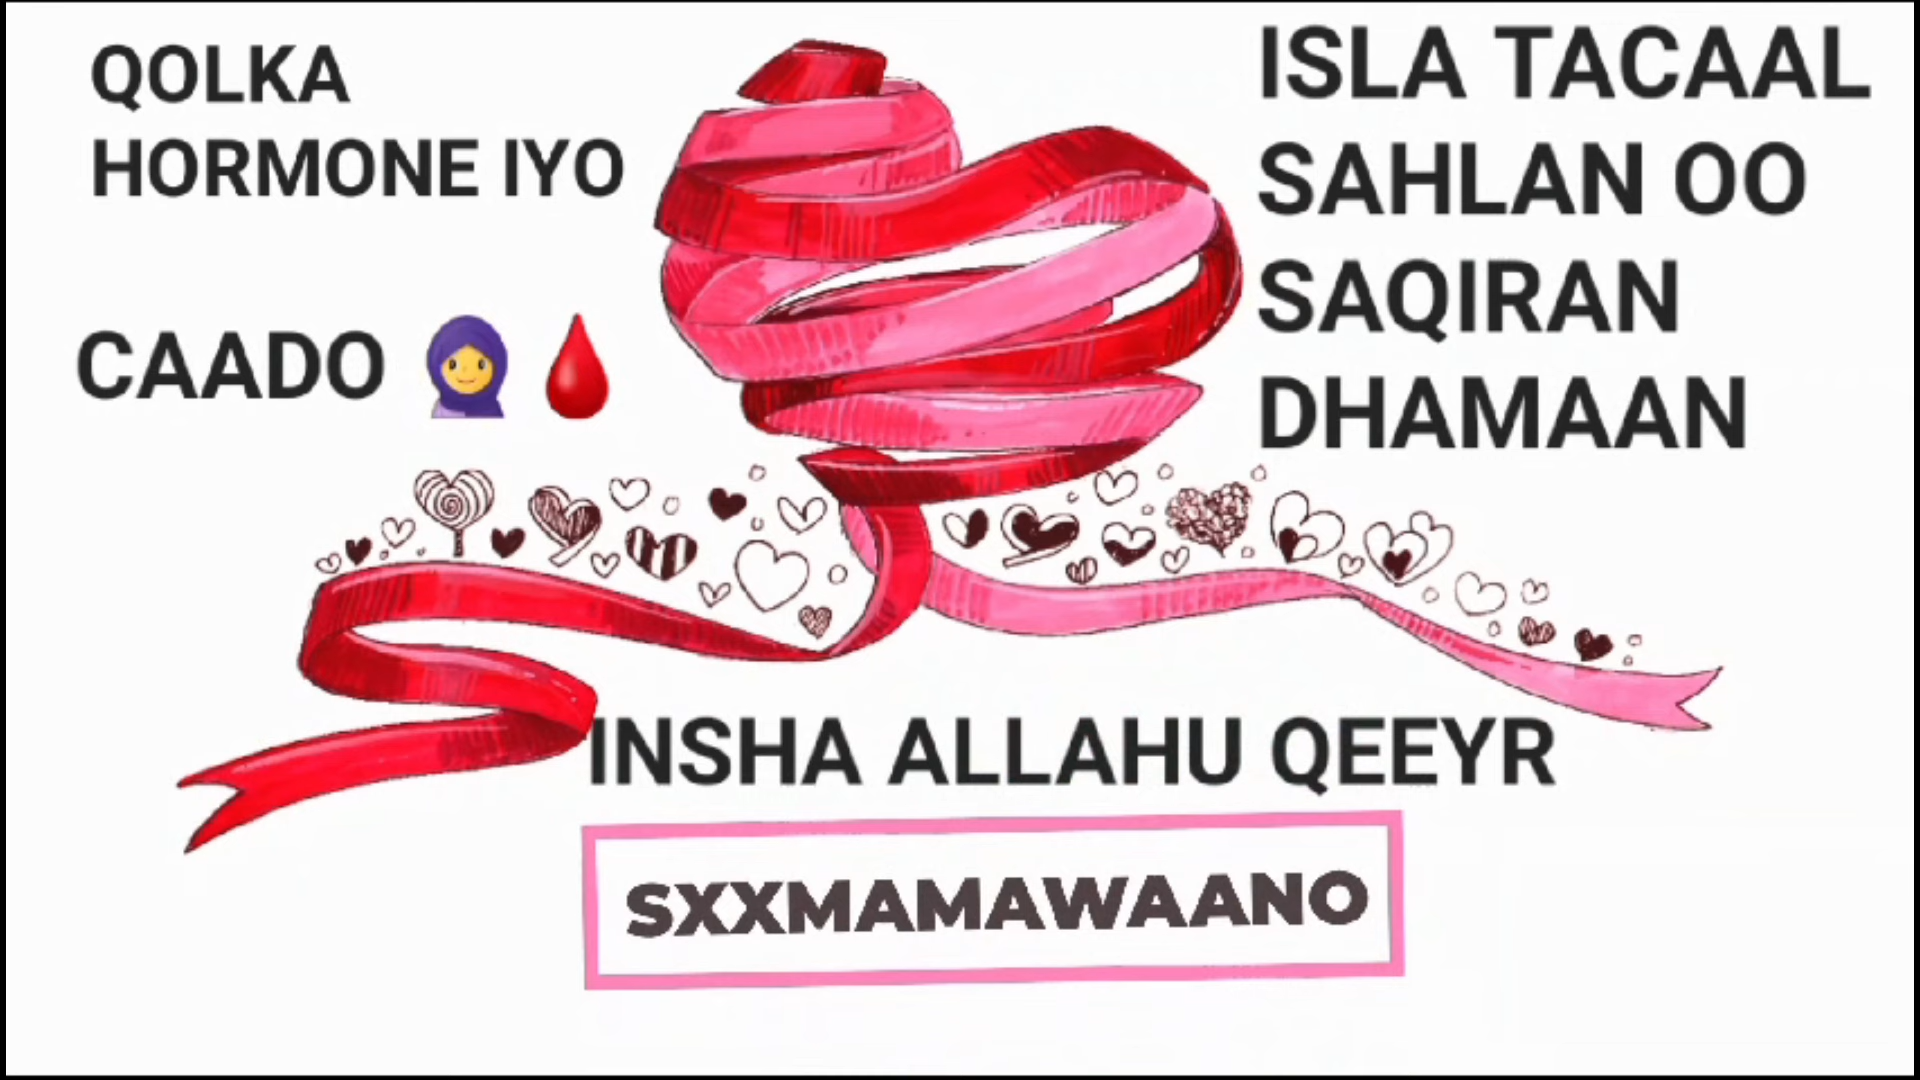 QOLKA
HORMONE IYO
CAADO
ISLA TACAAL
SAHLAN OO
SAQIRAN
DHAMAAN
INSHA ALLAHU QEEYR
SXXMAMAWAANO